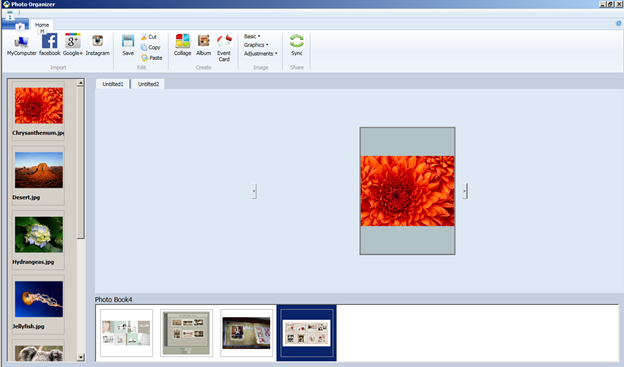 Photo Organizer
1
F
Home
H
MyComputer facebook Google+ Instagram
Import
Save
Cut
Copy
Paste
Edit
Collage Album Event Card
Create
Basic
Graphics
Adjustments
Image
Sync
Share
Untitled1 Untitled2
Chrysanthemum.jpg
Desert.jpg
Hydrangeas.jpg
Jellyfish.jpg
Photo Book4